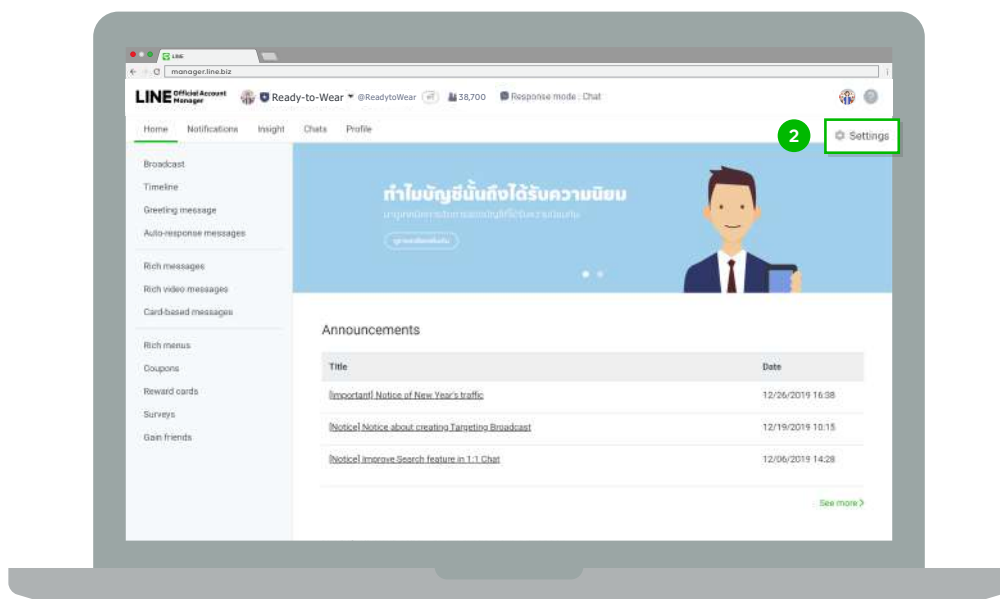 LINE
manager.line.biz
LINE Official Account
Manager
Ready-to-Wear @ReadytoWear ฟรี 38,700 Response mode : Chat
Home Notifications Insight Chats Profile
2 Settings
Broadcast
Timeline
Greeting message
Auto-response messages
Rich messages
Rich video messages
Card-based messages
Rich menus
Coupons
Reward cards
Surveys
Gain friends
ทำไมบัญชีนั้นถึงได้รับความนิยม
Announcements
Title Date
[Important] Notice of New Year's traffic 12/26/2019 16:38
[Notice] Notice about creating Targeting Broadcast 12/19/2019 10:15
[Notice] Improve Search feature in 1:1 Chat 12/06/2019 14:28
See more